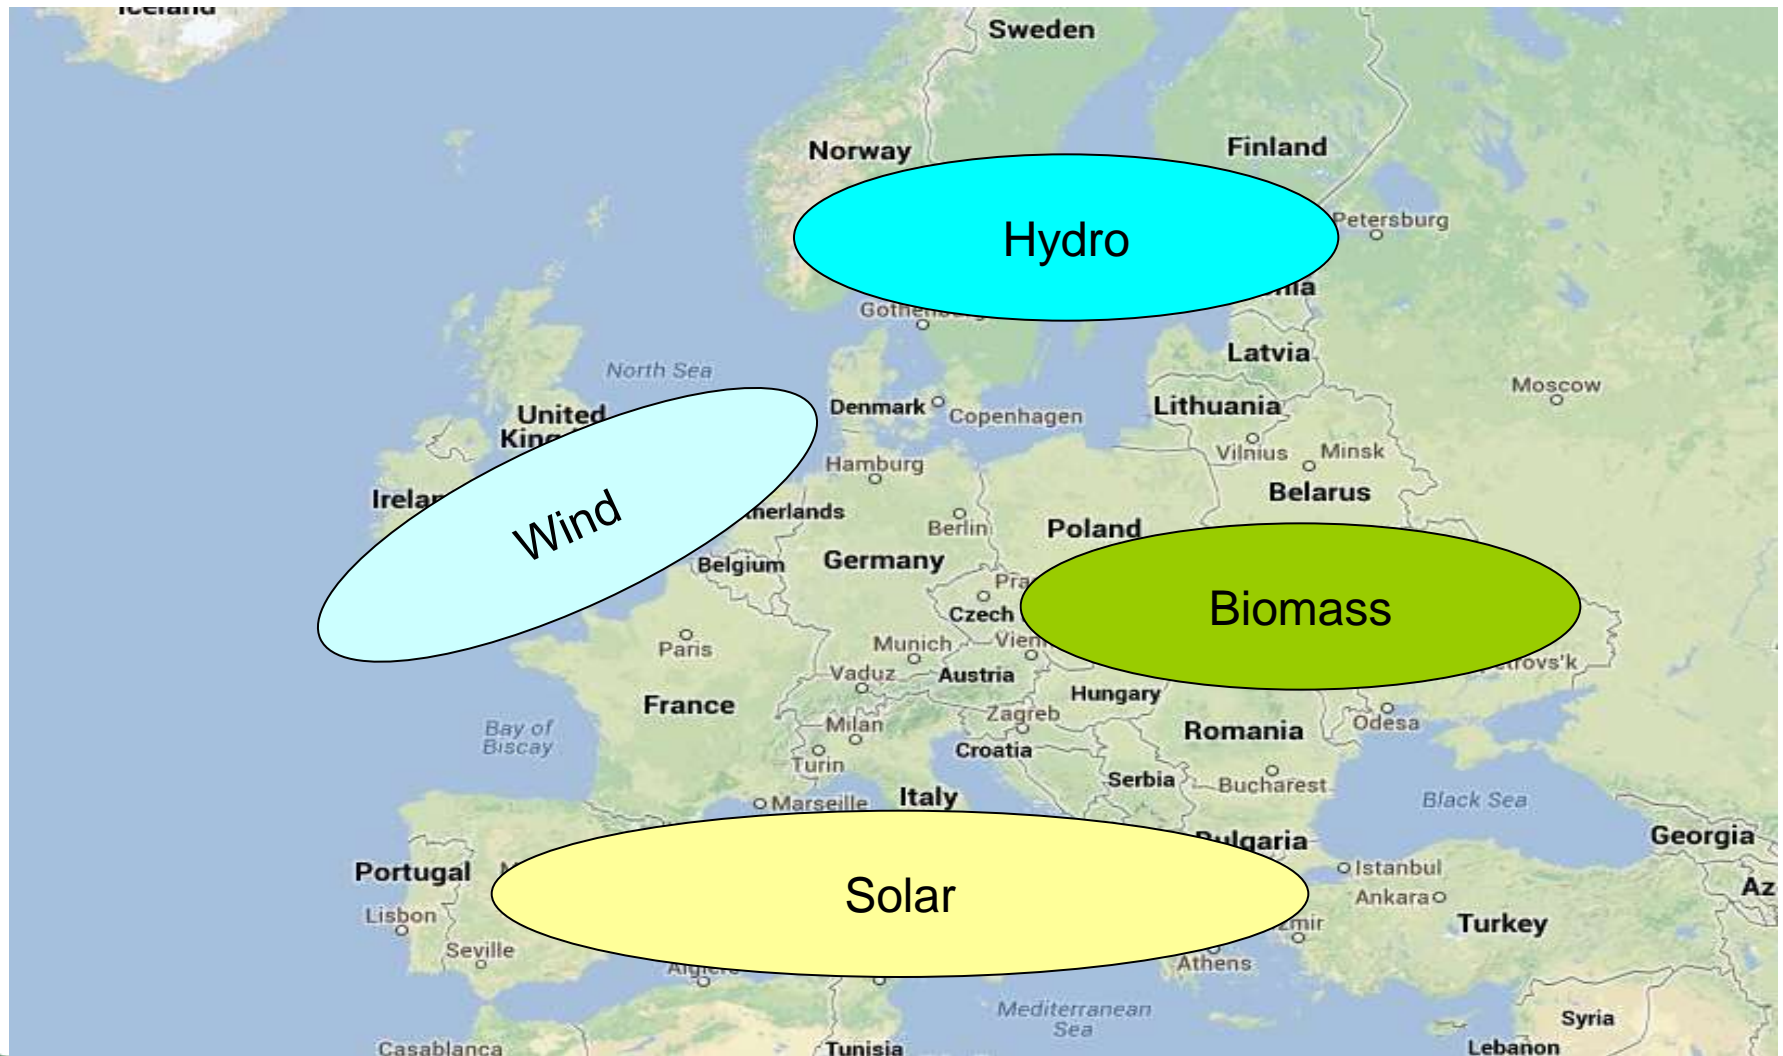 Iceland
Sweden
Norway
Finland
Petersburg
Hydro
Latvia
North Sea
Moscow
United
Denmark
Copenhagen
Lithuania
Vilnius
Minsk
Hamburg
Belarus
Wind
Berlin
Poland
Belgium
Germany
Czech
Biomass
Paris
Munich
Vaduz
Austria
Hungary
France
Milan
Zagreb
Odesa
Bay of
Biscay
Romania
Croatia
Turin
Serbia
Bucharest
Marseille
Italy
Black Sea
Georgia
Portugal
Istanbul
Solar
Ankara
Lisbon
Turkey
Seville
Athens
Mediterranean
Sea
Syria
Casablanca
Tunisia
Lebanon